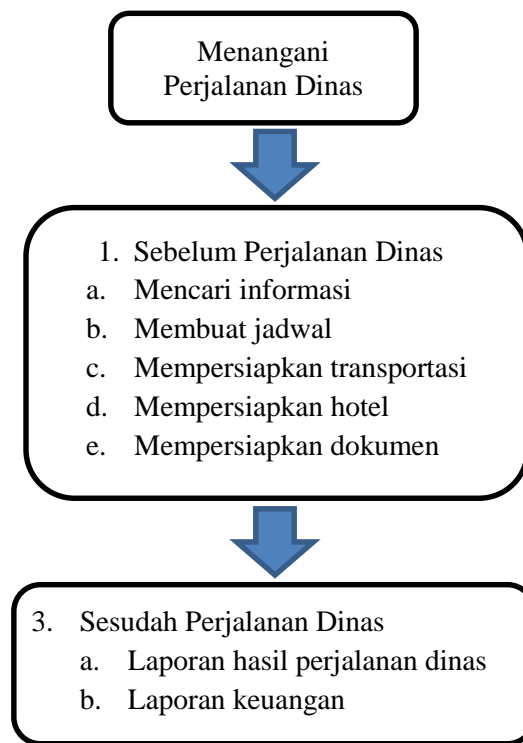 Menangani
Perjalanan Dinas
1. Sebelum Perjalanan Dinas
a. Mencari informasi
b. Membuat jadwal
c. Mempersiapkan transportasi
d. Mempersiapkan hotel
e. Mempersiapkan dokumen
3. Sesudah Perjalanan Dinas
a. Laporan hasil perjalanan dinas
b. Laporan keuangan